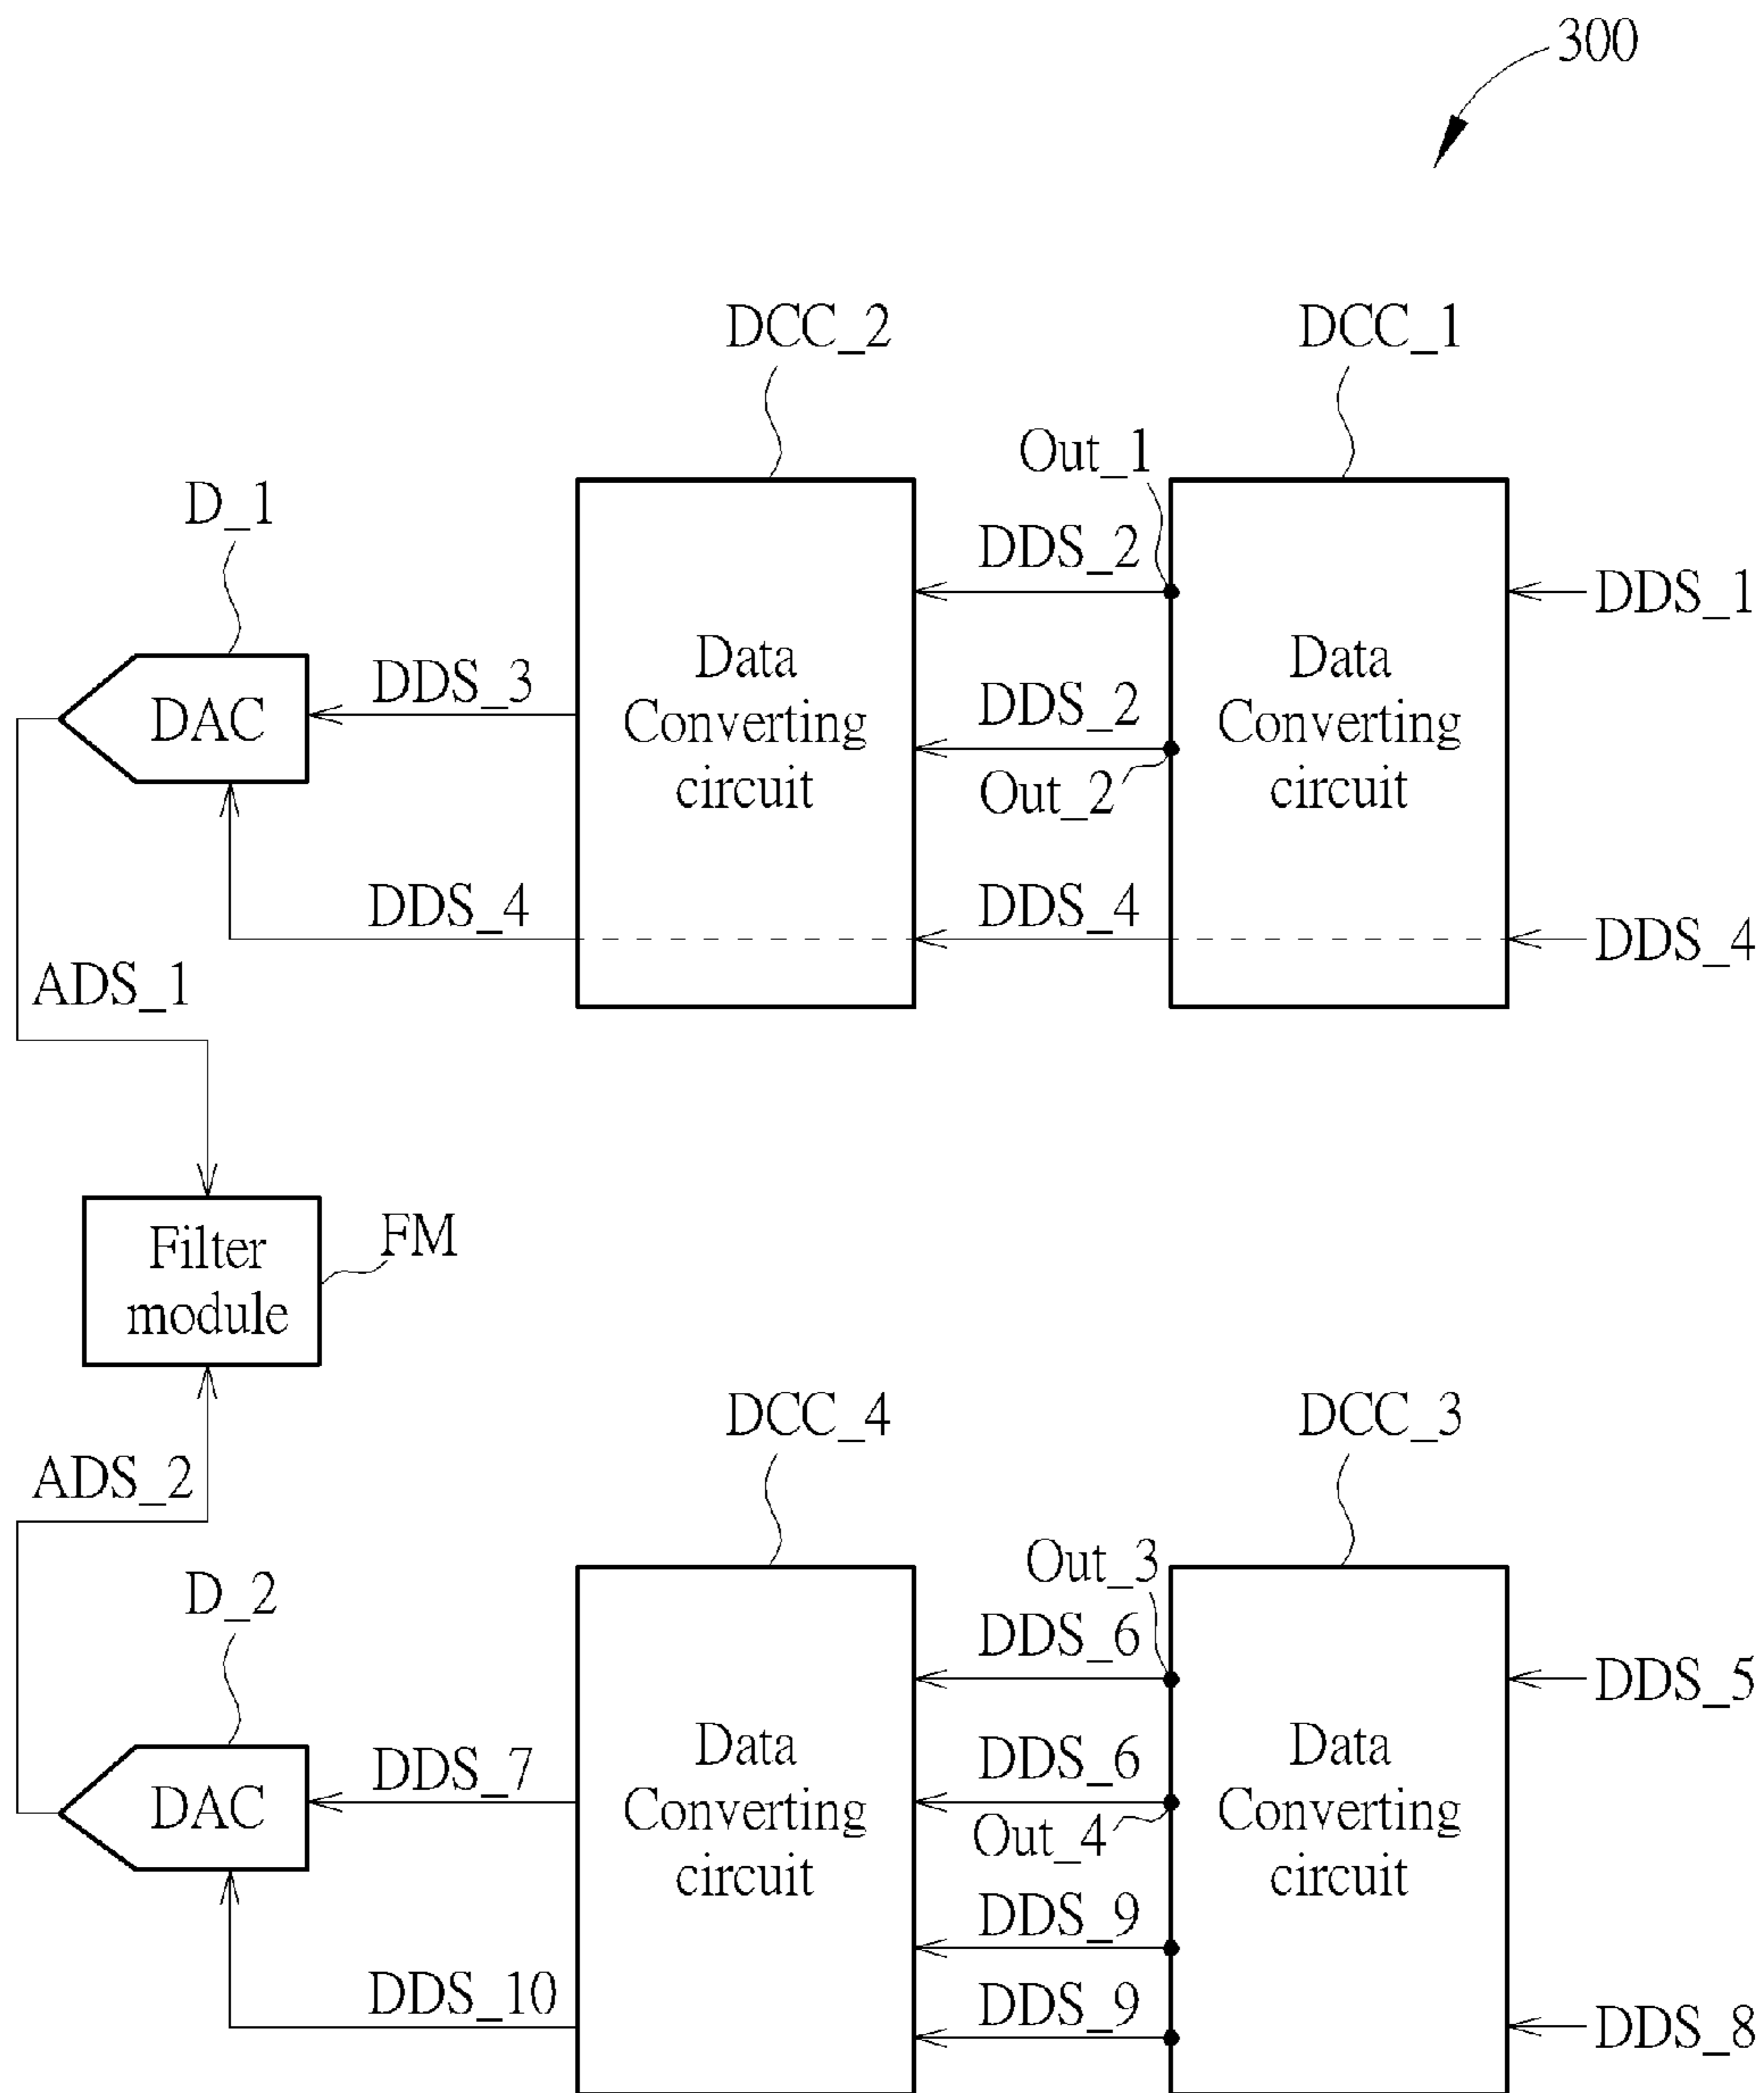 300
DCC_2
DCC_1
Out_1
D_1
DDS_2
DDS_1
DDS_3
Data
Converting
circuit
DDS_2
Data
Converting
circuit
DAC
Out_2
DDS_4
DDS_4
DDS_4
ADS_1
Filter
module
FM
DCC_4
DCC_3
ADS_2
Out_3
D_2
DDS_6
DDS_5
DDS_7
Data
Converting
circuit
DDS_6
Data
Converting
circuit
DAC
Out_4
DDS_9
DDS_10
DDS_9
DDS_8